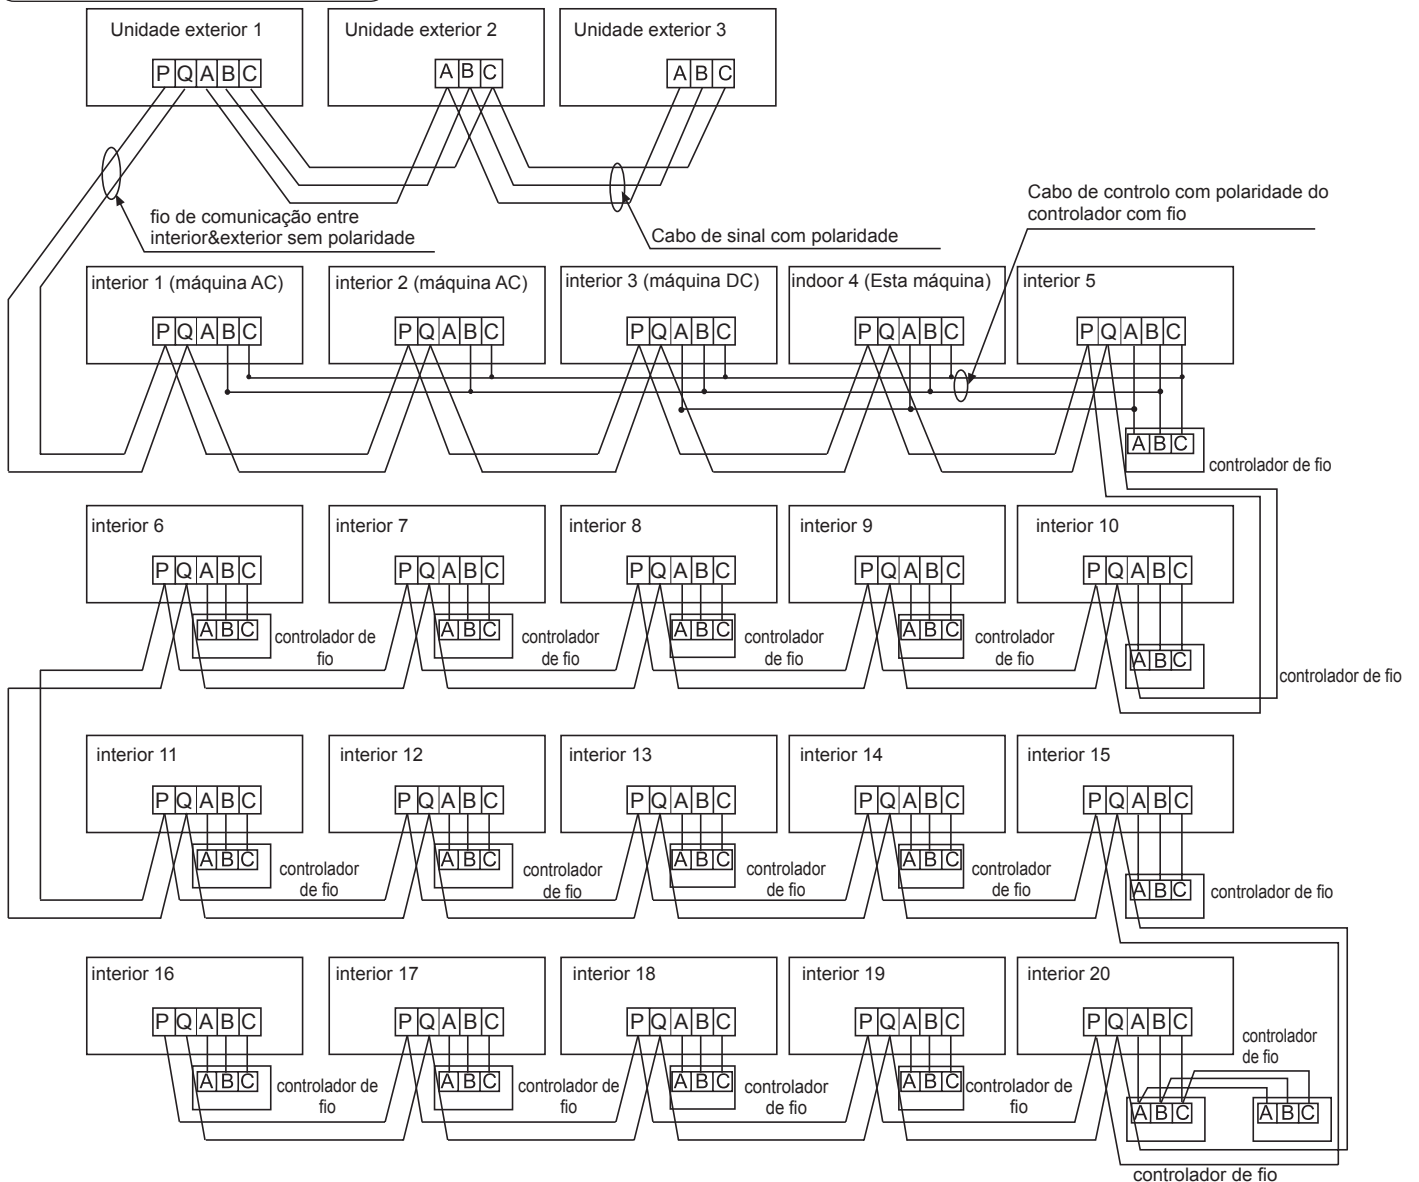 Unidade exterior 1
Unidade exterior 2
Unidade exterior 3
P Q A B C
A B C
A B C
fio de comunicação entre
interior&exterior sem polaridade
Cabo de sinal com polaridade
Cabo de controlo com polaridade do
controlador com fio
interior 1 (máquina AC)
interior 2 (máquina AC)
interior 3 (máquina DC)
indoor 4 (Esta máquina)
interior 5
P Q A B C
P Q A B C
P Q A B C
P Q A B C
P Q A B C
A B C
controlador de fio
interior 6
interior 7
interior 8
interior 9
interior 10
P Q A B C
P Q A B C
P Q A B C
P Q A B C
P Q A B C
A B C
controlador de
fio
A B C
controlador
de fio
A B C
controlador
de fio
A B C
controlador
de fio
A B C
controlador de fio
interior 11
interior 12
interior 13
interior 14
interior 15
P Q A B C
P Q A B C
P Q A B C
P Q A B C
P Q A B C
A B C
controlador
de fio
A B C
controlador
de fio
A B C
controlador
de fio
A B C
controlador
de fio
A B C
controlador de fio
interior 16
interior 17
interior 18
interior 19
interior 20
P Q A B C
P Q A B C
P Q A B C
P Q A B C
P Q A B C
A B C
controlador de
fio
A B C
controlador de
fio
A B C
controlador
de fio
A B C
controlador de
fio
controlador
de fio
A B C
A B C
controlador de fio